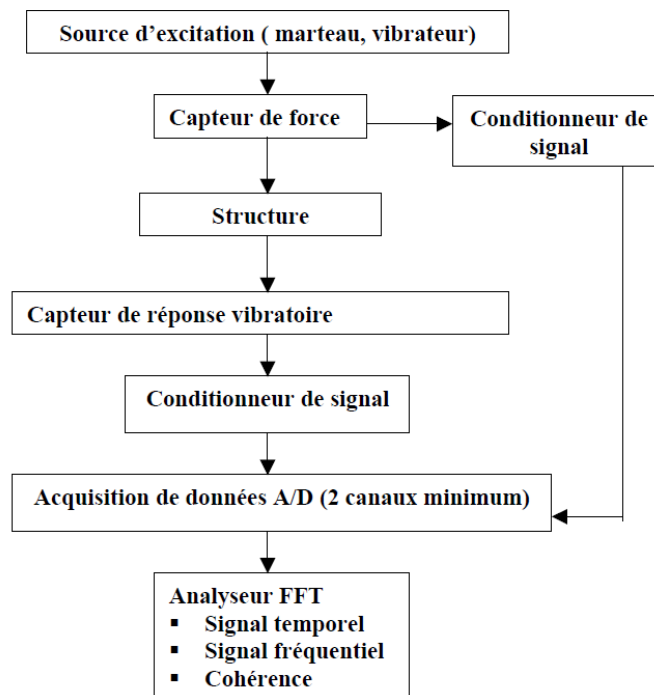 Source d'excitation ( marteau, vibrateur)
Capteur de force
Conditionneur de
signal
Structure
Capteur de réponse vibratoire
Conditionneur de signal
Acquisition de données A/D (2 canaux minimum)
Analyseur FFT
▪ Signal temporel
▪ Signal fréquentiel
▪ Cohérence